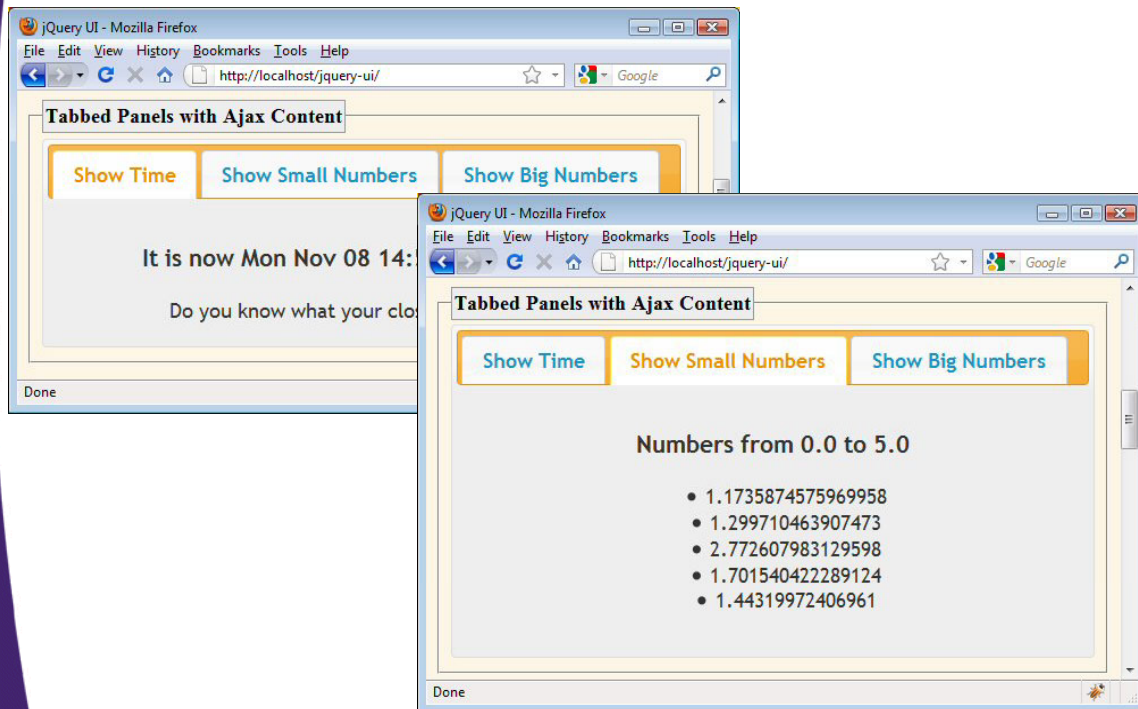 jQuery UI - Mozilla Firefox
File Edit View History Bookmarks Tools Help
http://localhost/jquery-ui/ Google
Tabbed Panels with Ajax Content
Show Time Show Small Numbers Show Big Numbers
It is now Mon Nov 08 14:
Do you know what your clos
Done
jQuery UI - Mozilla Firefox
File Edit View History Bookmarks Tools Help
http://localhost/jquery-ui/ Google
Tabbed Panels with Ajax Content
Show Time Show Small Numbers Show Big Numbers
Numbers from 0.0 to 5.0
• 1.1735874575969958
• 1.299710463907473
• 2.772607983129598
• 1.701540422289124
• 1.44319972406961
Done